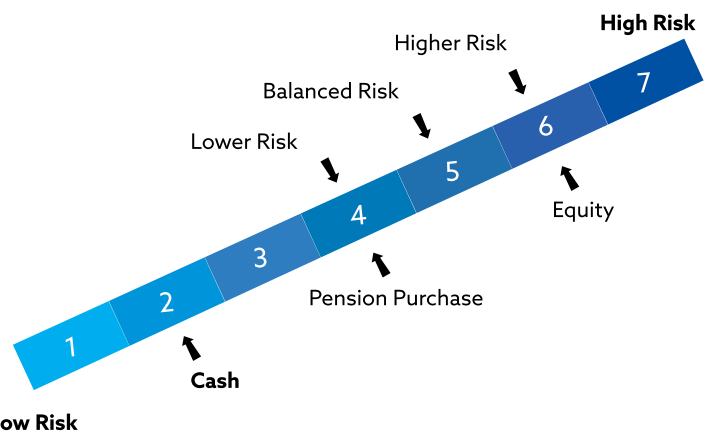 High Risk
Higher Risk
Balanced Risk
Lower Risk
7
6
5
4
3
2
1
Equity
Pension Purchase
Cash
ow Risk